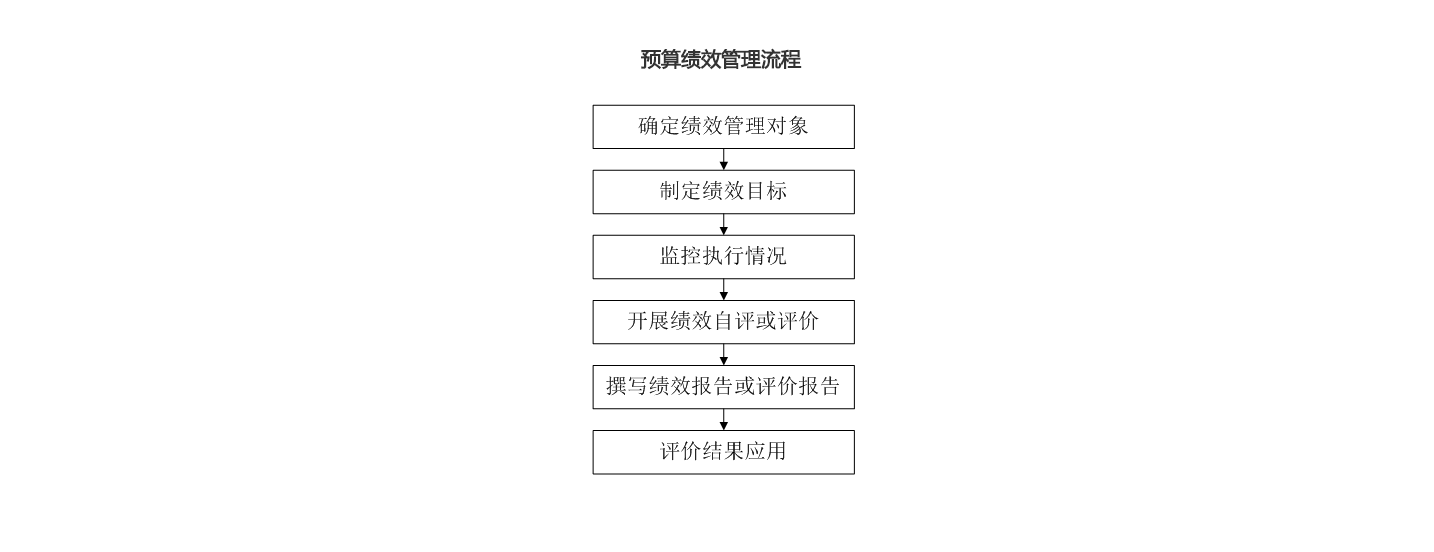 预算绩效管理流程
确定绩效管理对象
制定绩效目标
监控执行情况
开展绩效自评或评价
撰写绩效报告或评价报告
评价结果应用